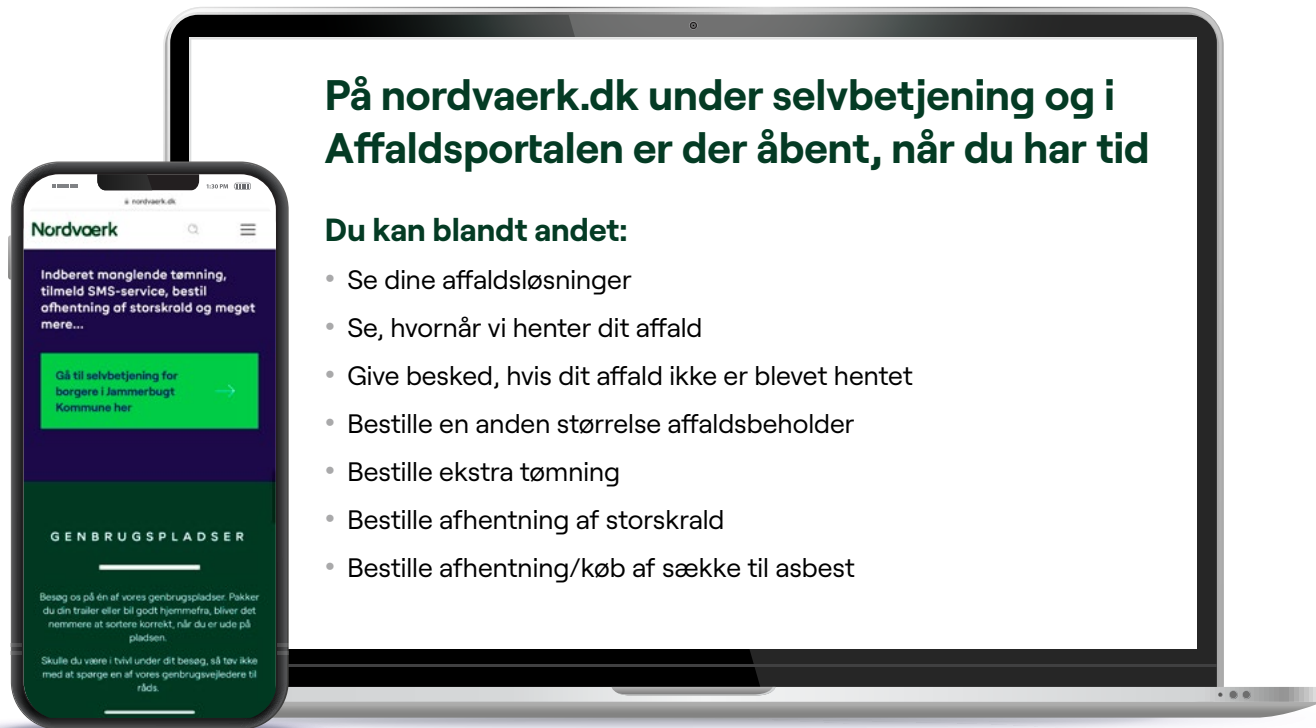 På nordvaerk.dk under selvbetjening og i
Affaldsportalen er der åbent, når du har tid
Du kan blandt andet:
• Se dine affaldsløsninger
• Se, hvornår vi henter dit affald
• Give besked, hvis dit affald ikke er blevet hentet
• Bestille en anden størrelse affaldsbeholder
• Bestille ekstra tømning
• Bestille afhentning af storskrald
• Bestille afhentning/køb af sække til asbest
1:30 PM
nordvaerk.dk
Nordværk
Indberet manglende tømning,
tilmeld SMS-service, bestil
afhentning af storskrald og meget
mere...
Gå til selvbetjening for
borgere i Jammerbugt
Kommune her
GENBRUGSPLADSER
Besøg os på én af vores genbrugspladser. Pakker
du din trailer eller bil godt hjemmefra, bliver det
nemmere at sortere korrekt, når du er ude på
pladsen.
Skulle du være i tvivl under dit besøg, så tøv ikke
med at spørge en af vores genbrugsvejledere til
råds.